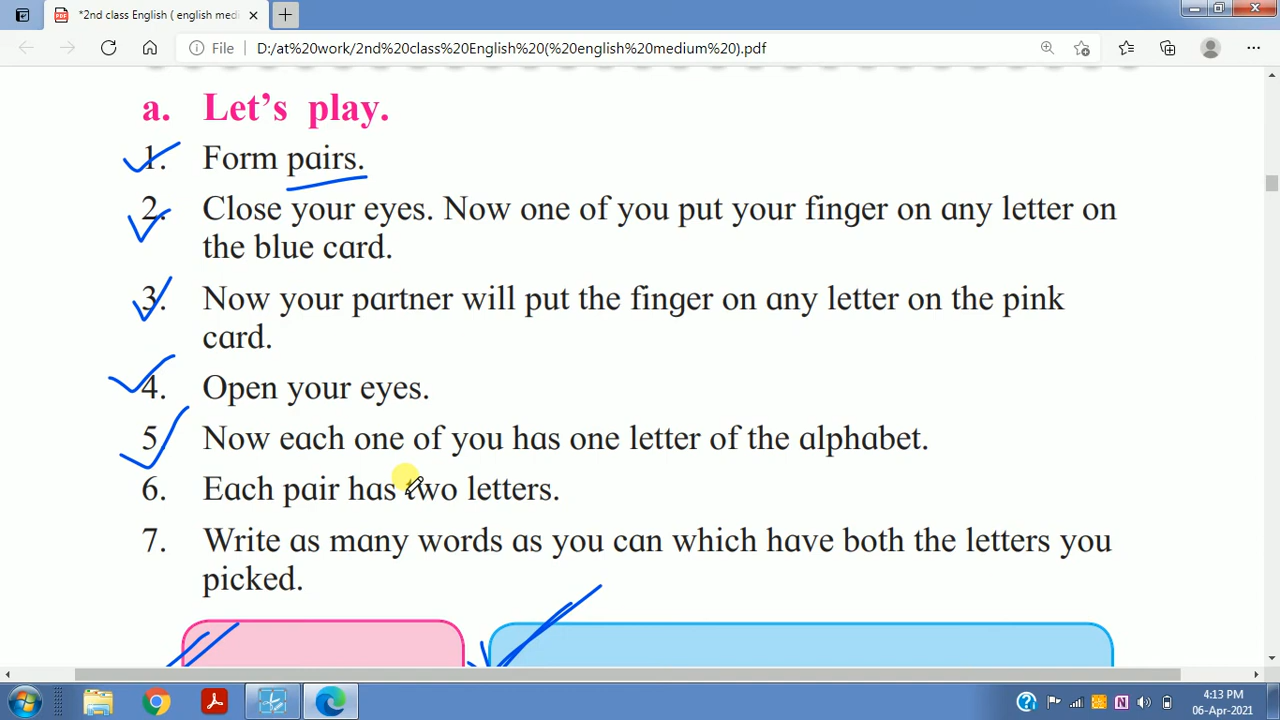 *2nd class English ( english med
File D:/at%20work/2nd%20class%20English%20(%20english%20medium%20).pdf
a. Let's play.
1. Form pairs.
2. Close your eyes. Now one of you put your finger on any letter on
the blue card.
3. Now your partner will put the finger on any letter on the pink
card.
4. Open your eyes.
5. Now each one of you has one letter of the alphabet.
6. Each pair has two letters.
7. Write as many words as you can which have both the letters you
picked.
4:13 PM
06-Apr-2021